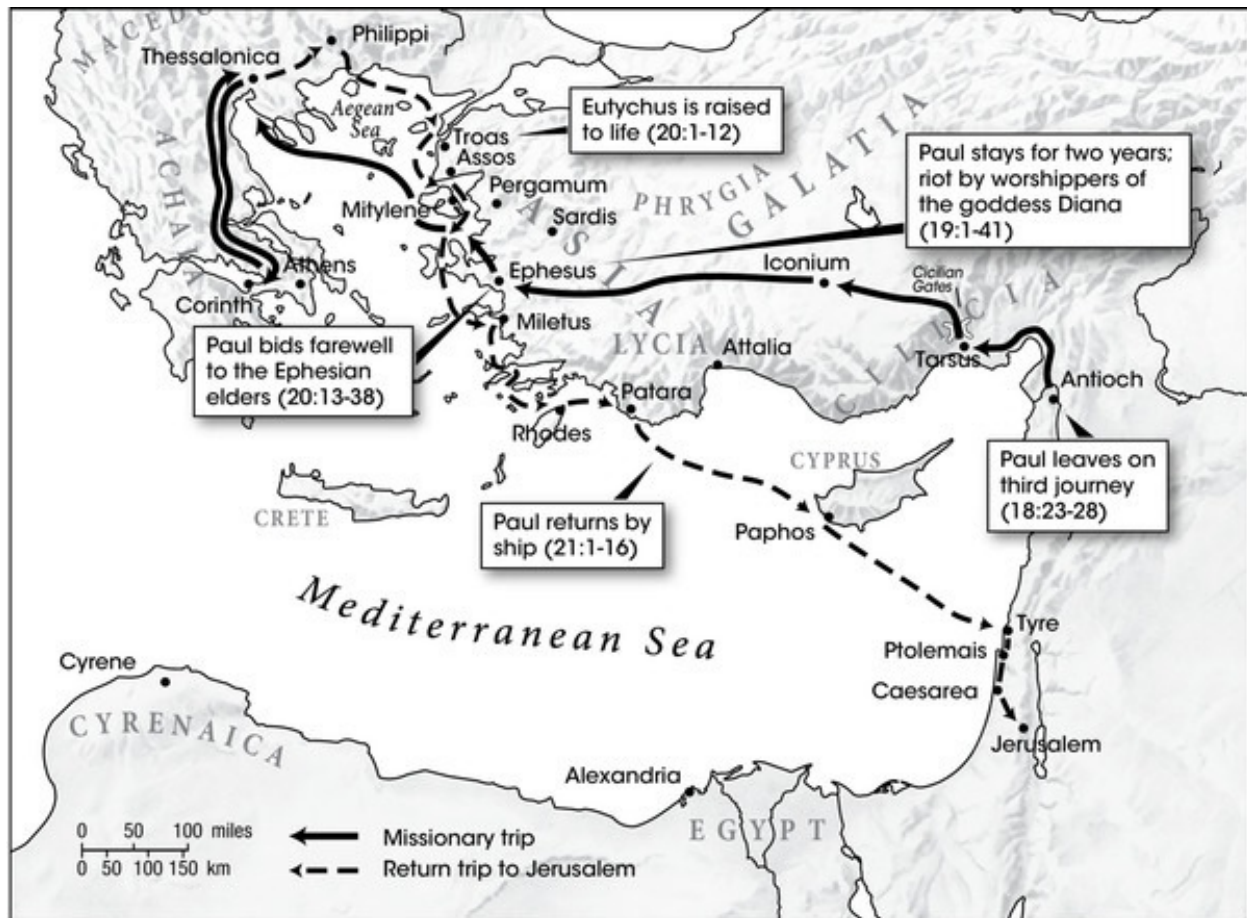 MACEDO
Philippi
Thessalonica
Aegean
Sea
Eutychus is raised
to life (20:1-12)
Paul stays for two years;
riot by worshippers of
the goddess Diana
(19:1-41)
Troas
Assos
PHRYGIA
GALATIA
Pergamum
ACHAIA
Mitylene
ASIA
Sardis
Ephesus
Iconium
Cicilian
Gates
CILICIA
Athens
Corinth
Miletus
LYCIA
Attalia
Tarsus
Antioch
Paul bids farewell
to the Ephesian
elders (20:13-38)
Patara
Rhodes
CYPRUS
Paul leaves on
third journey
(18:23-28)
CRETE
Paul returns by
ship (21:1-16)
Paphos
Mediterranean Sea
Tyre
Ptolemais
Caesarea
Cyrene
CYRENAICA
Jerusalem
Alexandria
EGYPT
0 50 100 miles
0 50 100 150 km
Missionary trip
Return trip to Jerusalem